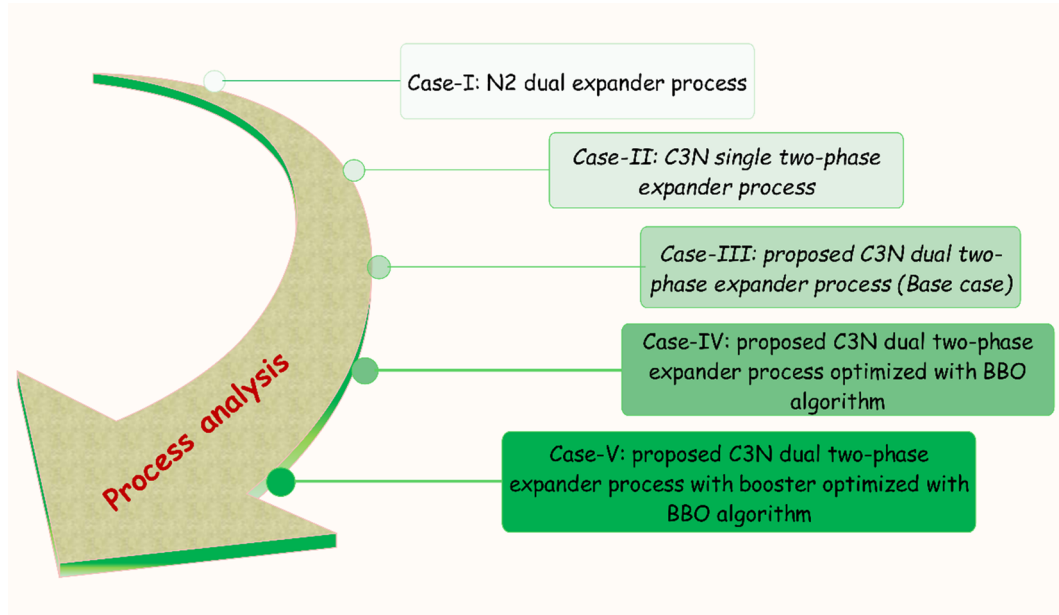 Case-I: N2 dual expander process
Case-II: C3N single two-phase
expander process
Case-III: proposed C3N dual two-
phase expander process (Base case)
Case-IV: proposed C3N dual two-phase
expander process optimized with BBO
algorithm
Case-V: proposed C3N dual two-phase
expander process with booster optimized with
BBO algorithm
Process analysis